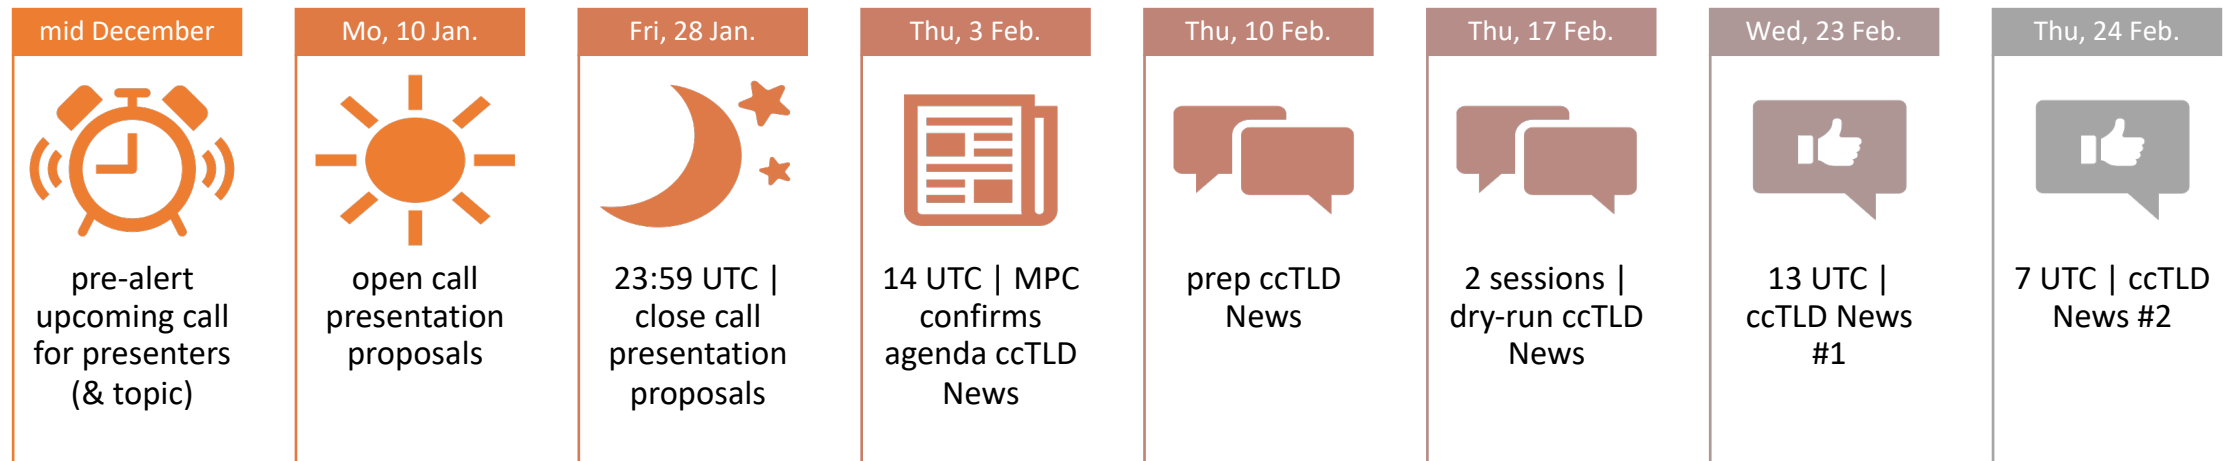 mid December
pre-alert
upcoming call
for presenters
(& topic)
Mo, 10 Jan.
open call
presentation
proposals
Fri, 28 Jan.
23:59 UTC |
close call
presentation
proposals
Thu, 3 Feb.
14 UTC | MPC
confirms
agenda ccTLD
News
Thu, 10 Feb.
prep ccTLD
News
Thu, 17 Feb.
2 sessions |
dry-run ccTLD
News
Wed, 23 Feb.
13 UTC |
ccTLD News
#1
Thu, 24 Feb.
7 UTC | ccTLD
News #2